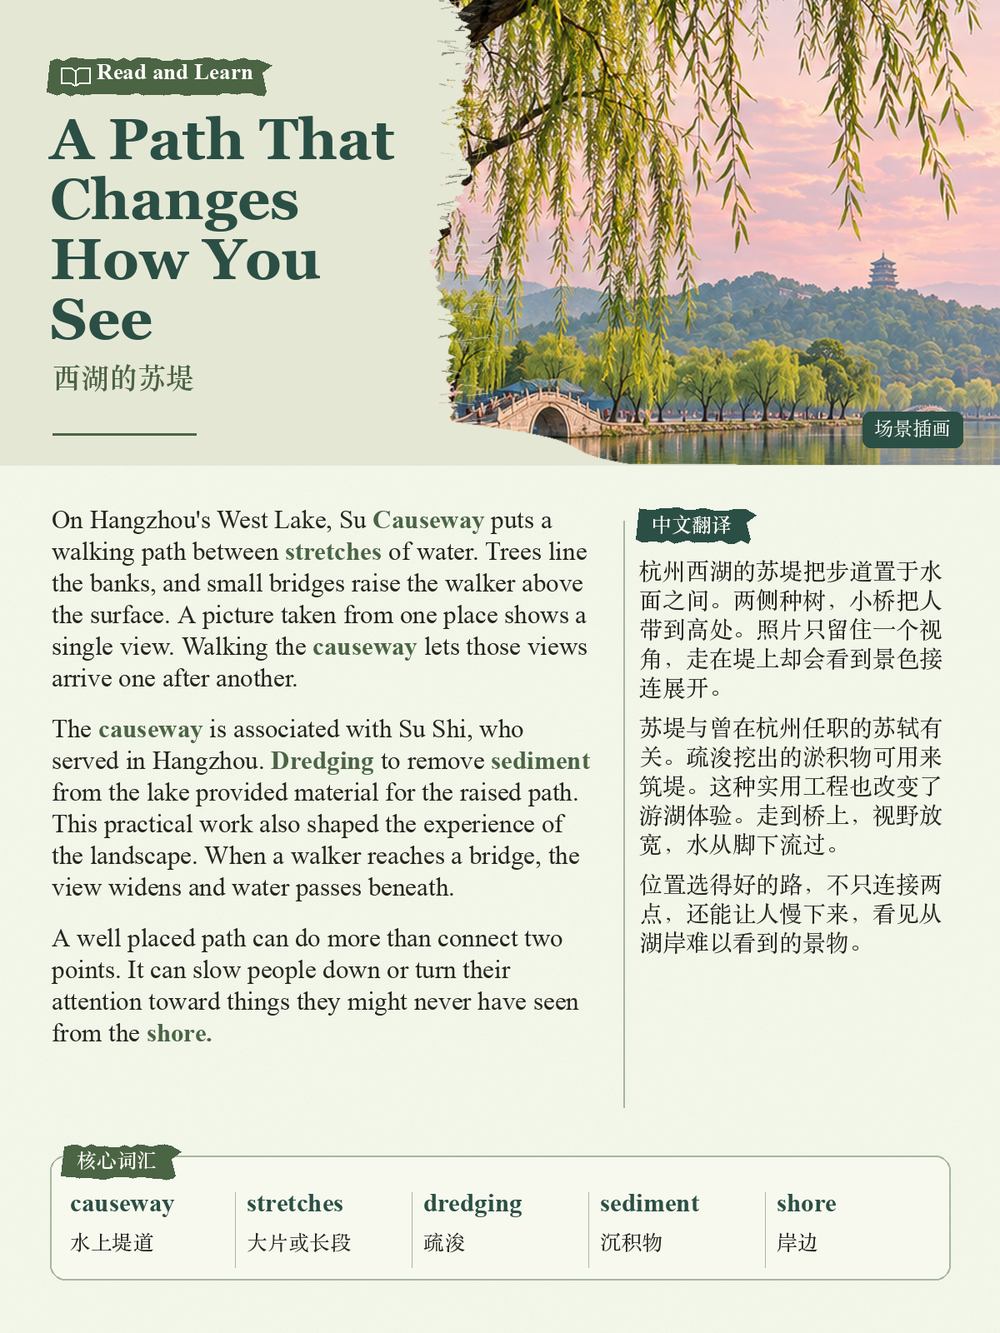 Read and Learn
A Path That
Changes
How You
See
西湖的苏堤
场景插画
On Hangzhou's West Lake, Su Causeway puts a
walking path between stretches of water. Trees line
the banks, and small bridges raise the walker above
the surface. A picture taken from one place shows a
single view. Walking the causeway lets those views
arrive one after another.
The causeway is associated with Su Shi, who
served in Hangzhou. Dredging to remove sediment
from the lake provided material for the raised path.
This practical work also shaped the experience of
the landscape. When a walker reaches a bridge, the
view widens and water passes beneath.
A well placed path can do more than connect two
points. It can slow people down or turn their
attention toward things they might never have seen
from the shore.
中文翻译
杭州西湖的苏堤把步道置于水
面之间。两侧种树，小桥把人
带到高处。照片只留住一个视
角，走在堤上却会看到景色接
连展开。
苏堤与曾在杭州任职的苏轼有
关。疏浚挖出的淤积物可用来
筑堤。这种实用工程也改变了
游湖体验。走到桥上，视野放
宽，水从脚下流过。
位置选得好的路，不只连接两
点，还能让人慢下来，看见从
湖岸难以看到的景物。
核心词汇
causeway
水上堤道
stretches
大片或长段
dredging
疏浚
sediment
沉积物
shore
岸边